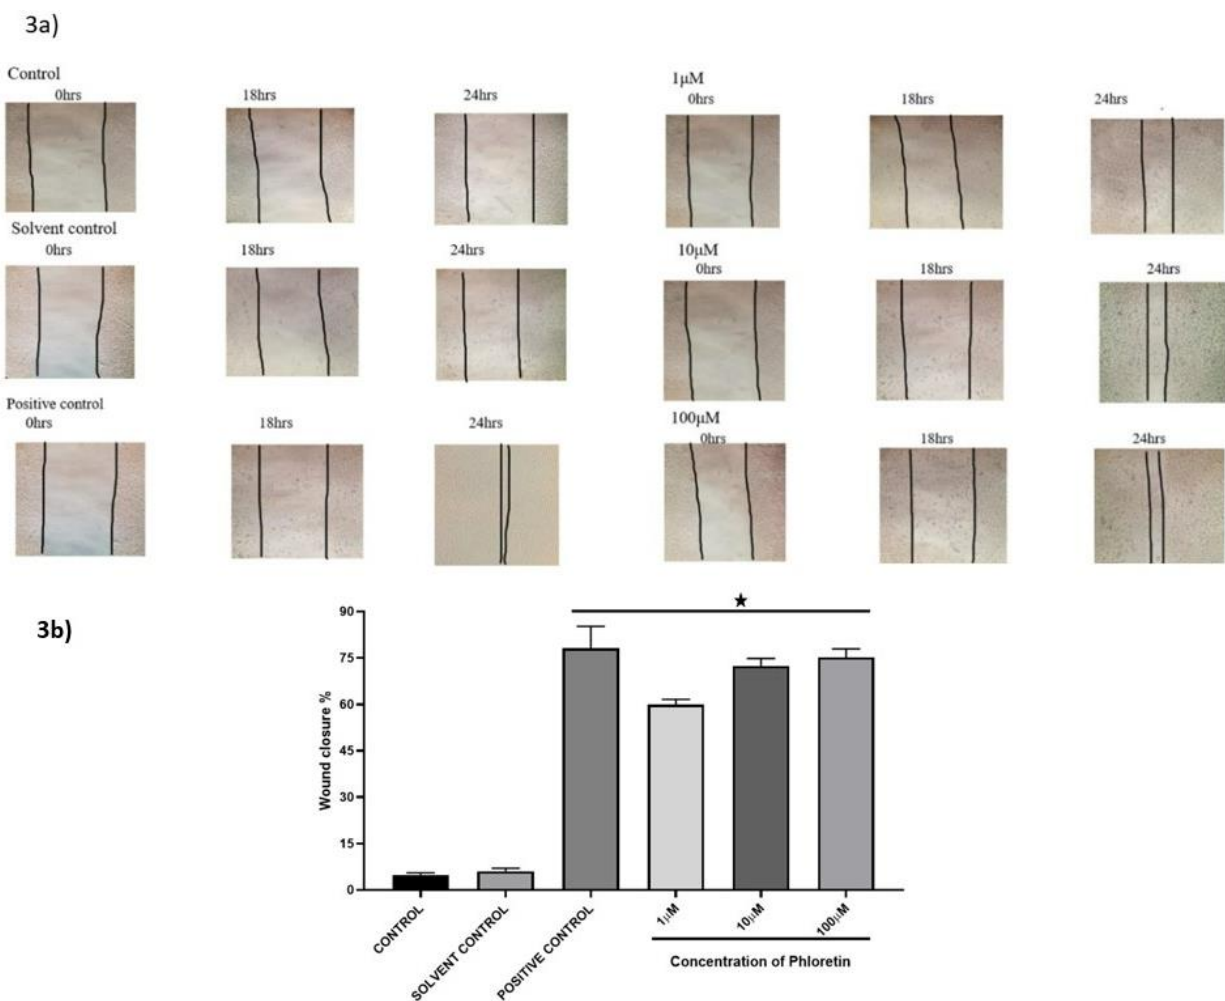 3a)
Control
0hrs 18hrs 24hrs
Solvent control
0hrs 18hrs 24hrs
Positive control
0hrs 18hrs 24hrs
1μM
0hrs 18hrs 24hrs
10μM
0hrs 18hrs 24hrs
100μM
0hrs 18hrs 24hrs
3b)
Wound closure %
90
75
60
45
30
15
0
★
CONTROL
SOLVENT CONTROL
POSITIVE CONTROL
1μM
10μM
100μM
Concentration of Phloretin